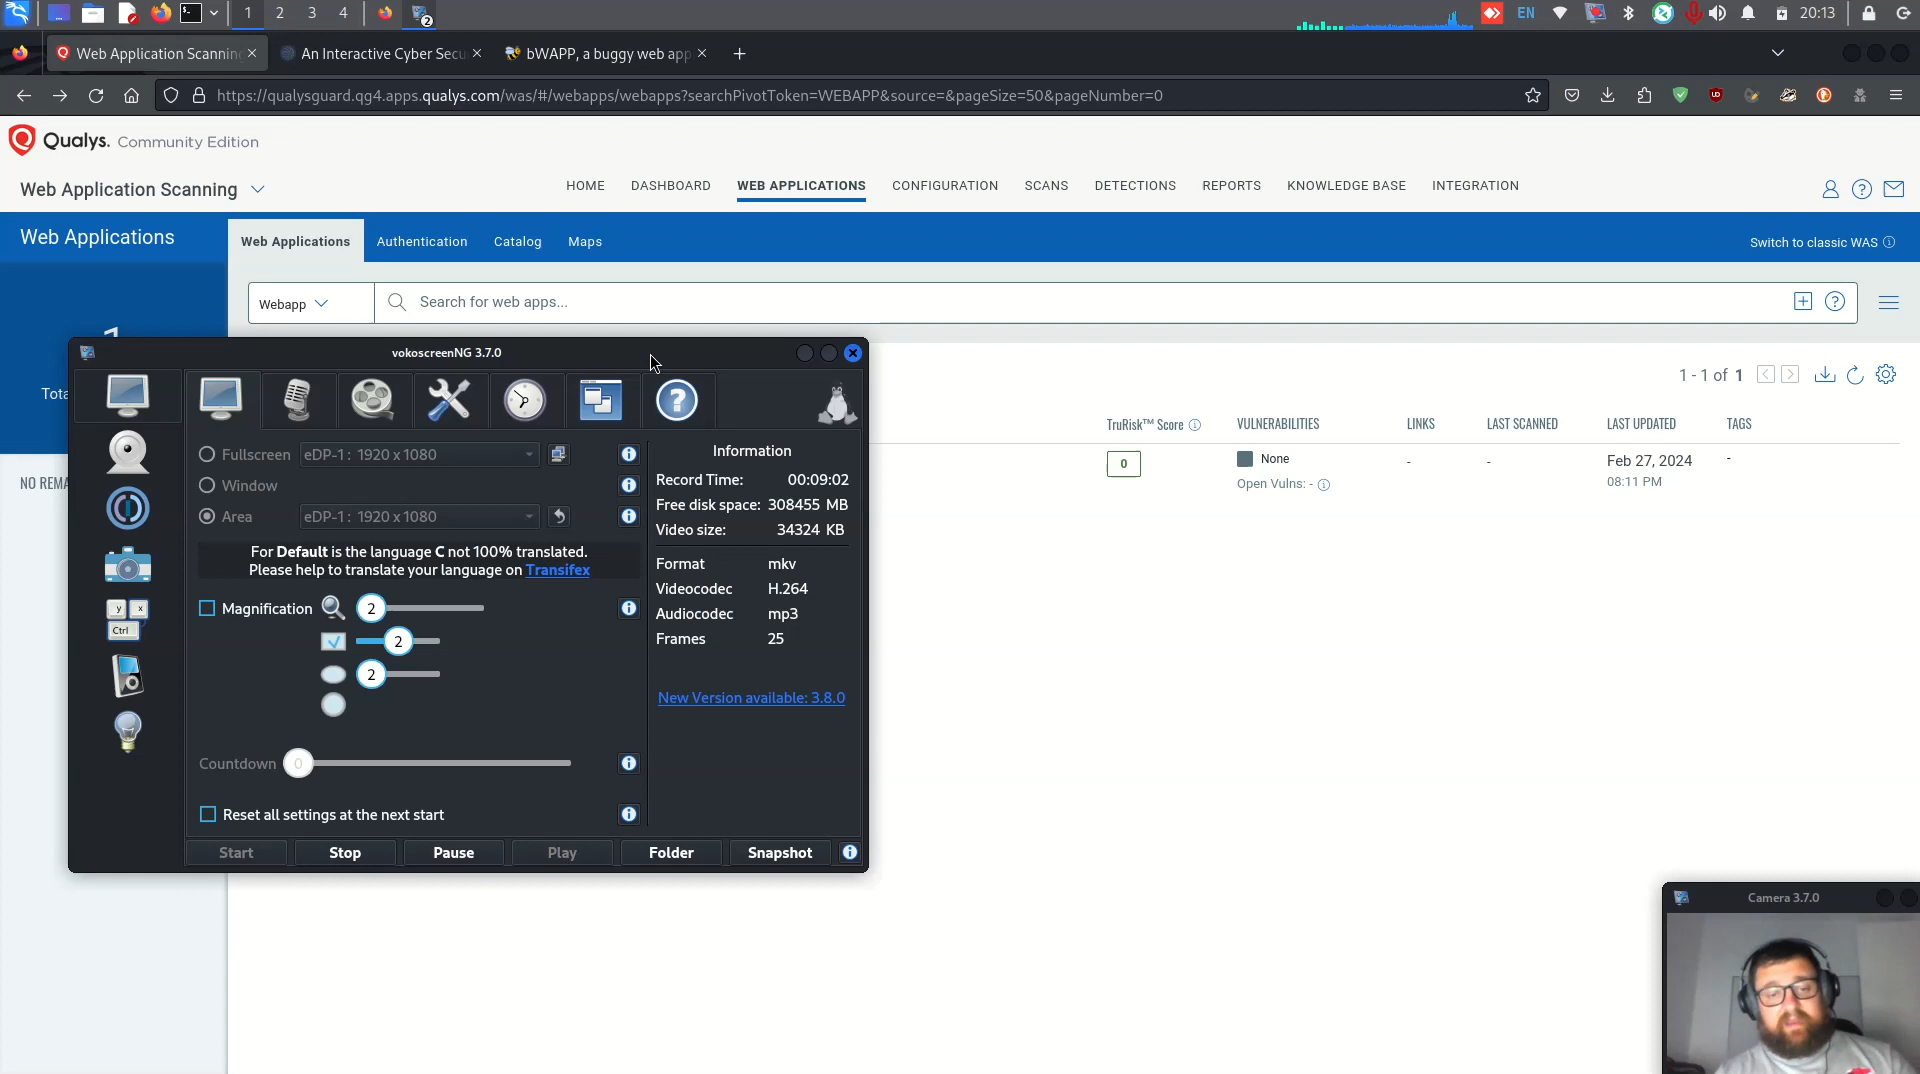 1
2
3
4
2
EN
20:13
Web Application Scanning
An Interactive Cyber Secu
bWAPP, a buggy web app
https://qualysguard.qg4.apps.qualys.com/was/#/webapps/webapps?searchPivotToken=WEBAPP&source=&pageSize=50&pageNumber=0
Qualys. Community Edition
Web Application Scanning
HOME
DASHBOARD
WEB APPLICATIONS
CONFIGURATION
SCANS
DETECTIONS
REPORTS
KNOWLEDGE BASE
INTEGRATION
Web Applications
Web Applications
Authentication
Catalog
Maps
Switch to classic WAS
Webapp
Search for web apps...
1
Tota
NO REMA
1 - 1 of 1
TruRisk™ Score
VULNERABILITIES
LINKS
LAST SCANNED
LAST UPDATED
TAGS
0
None
Open Vulns: -
-
-
Feb 27, 2024
08:11 PM
-
vokoscreenNG 3.7.0
Fullscreen
eDP-1 : 1920 x 1080
Window
Area
eDP-1 : 1920 x 1080
For Default is the language C not 100% translated.
Please help to translate your language on Transifex
Magnification
2
2
2
Countdown
0
Reset all settings at the next start
y
x
Ctrl
Information
Record Time: 00:09:02
Free disk space: 308455 MB
Video size: 34324 KB
Format mkv
Videocodec H.264
Audiocodec mp3
Frames 25
New Version available: 3.8.0
Start
Stop
Pause
Play
Folder
Snapshot
Camera 3.7.0